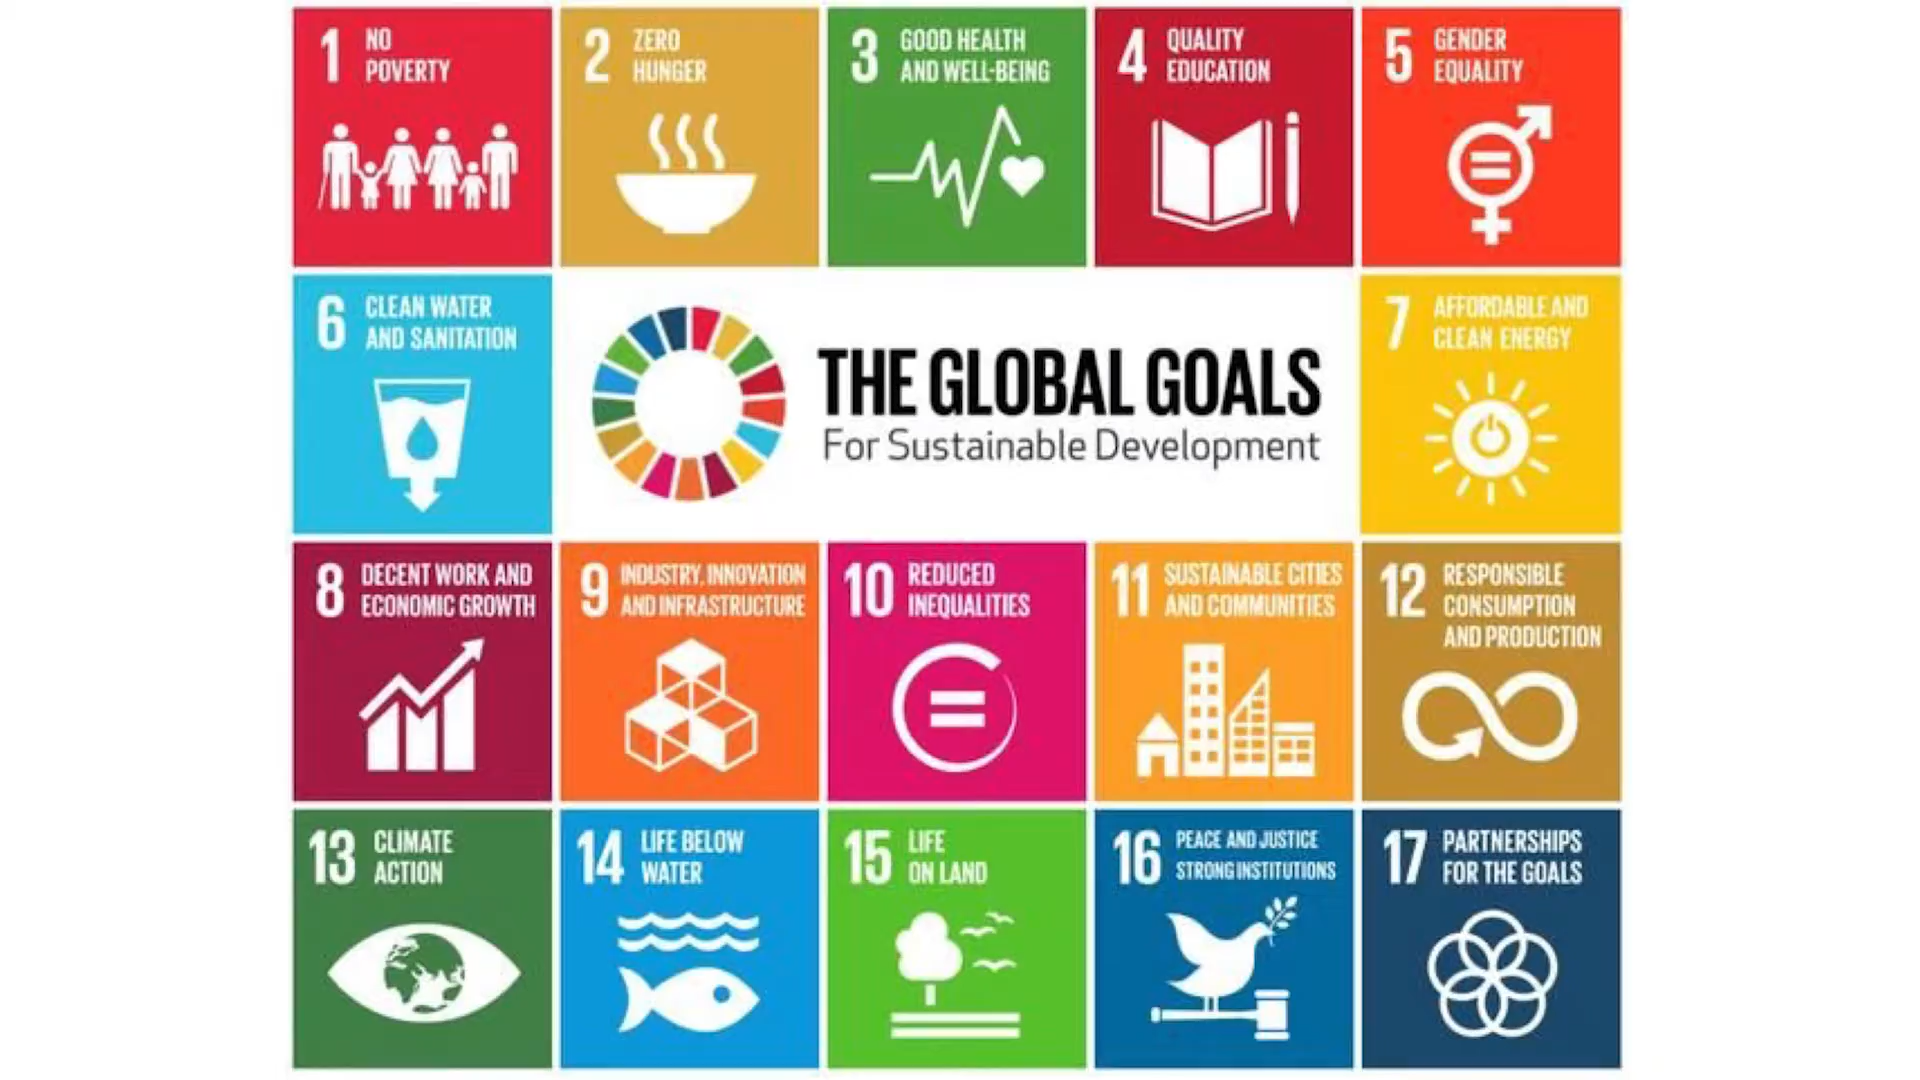 1 NO
POVERTY
2 ZERO
HUNGER
3 GOOD HEALTH
AND WELL-BEING
4 QUALITY
EDUCATION
5 GENDER
EQUALITY
6 CLEAN WATER
AND SANITATION
THE GLOBAL GOALS
For Sustainable Development
7 AFFORDABLE AND
CLEAN ENERGY
8 DECENT WORK AND
ECONOMIC GROWTH
9 INDUSTRY, INNOVATION
AND INFRASTRUCTURE
10 REDUCED
INEQUALITIES
11 SUSTAINABLE CITIES
AND COMMUNITIES
12 RESPONSIBLE
CONSUMPTION
AND PRODUCTION
13 CLIMATE
ACTION
14 LIFE BELOW
WATER
15 LIFE
ON LAND
16 PEACE AND JUSTICE
STRONG INSTITUTIONS
17 PARTNERSHIPS
FOR THE GOALS